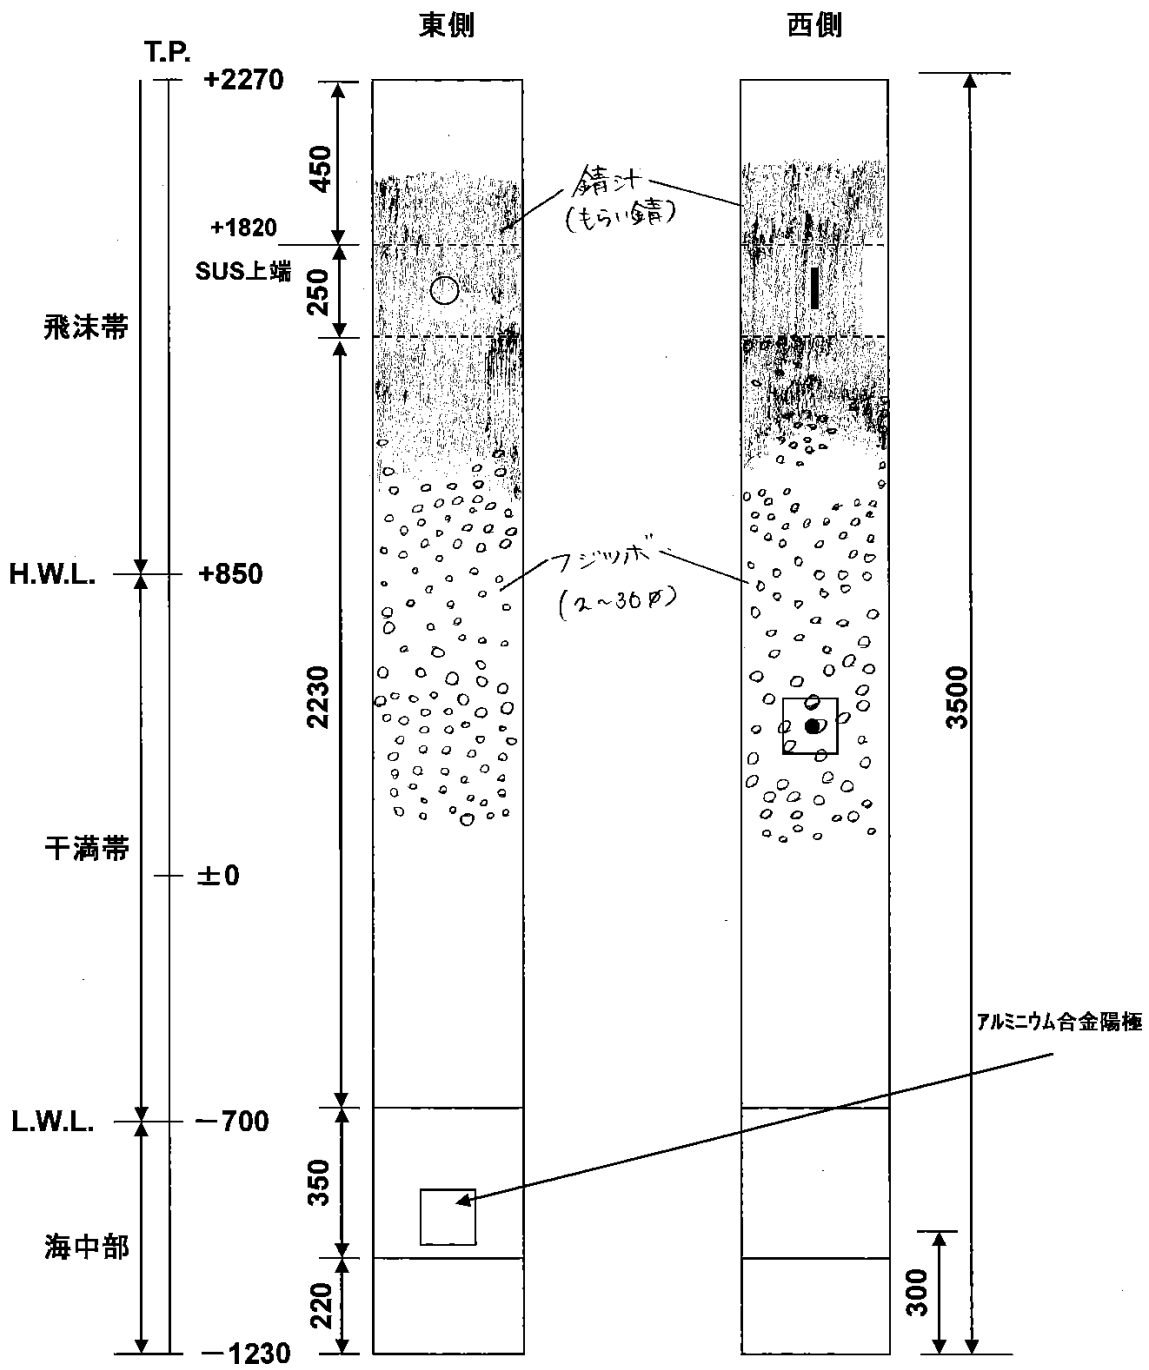 東側
西側
T.P.
+2270
450
錆汁
(もらい錆)
+1820
SUS上端
250
飛沫帯
H.W.L.
+850
フジツボ
(2~30φ)
2230
3500
干満帯
±0
アルミニウム合金陽極
L.W.L.
−700
350
海中部
220
300
−1230